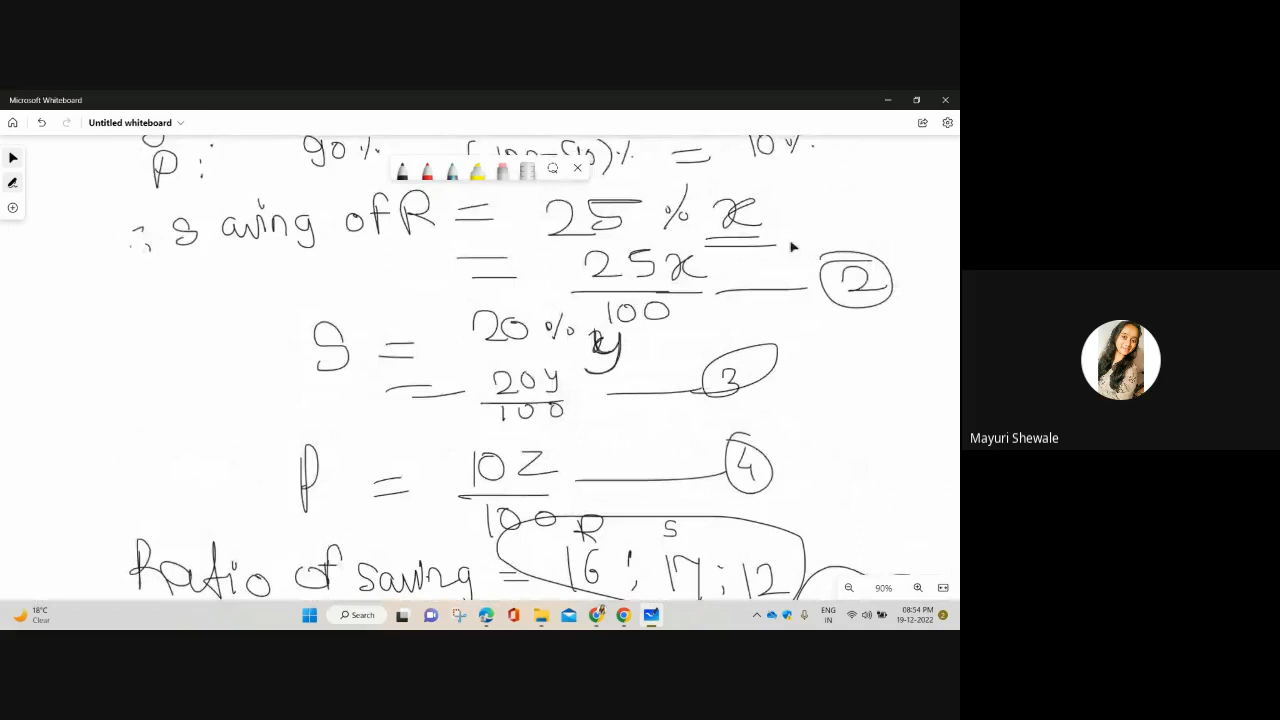 Microsoft Whiteboard
Untitled whiteboard
P : 90% = 10%.
∴ saving of R = 25 % x
= 25x/100 — 2
S = 20 % y
= 20y/100 — 3
P = 10Z/100 — 4
R S
Ratio of saving = 16 : 17 : 12
90%
Mayuri Shewale
18°C
Clear
Search
ENG
IN
08:54 PM
19-12-2022
2